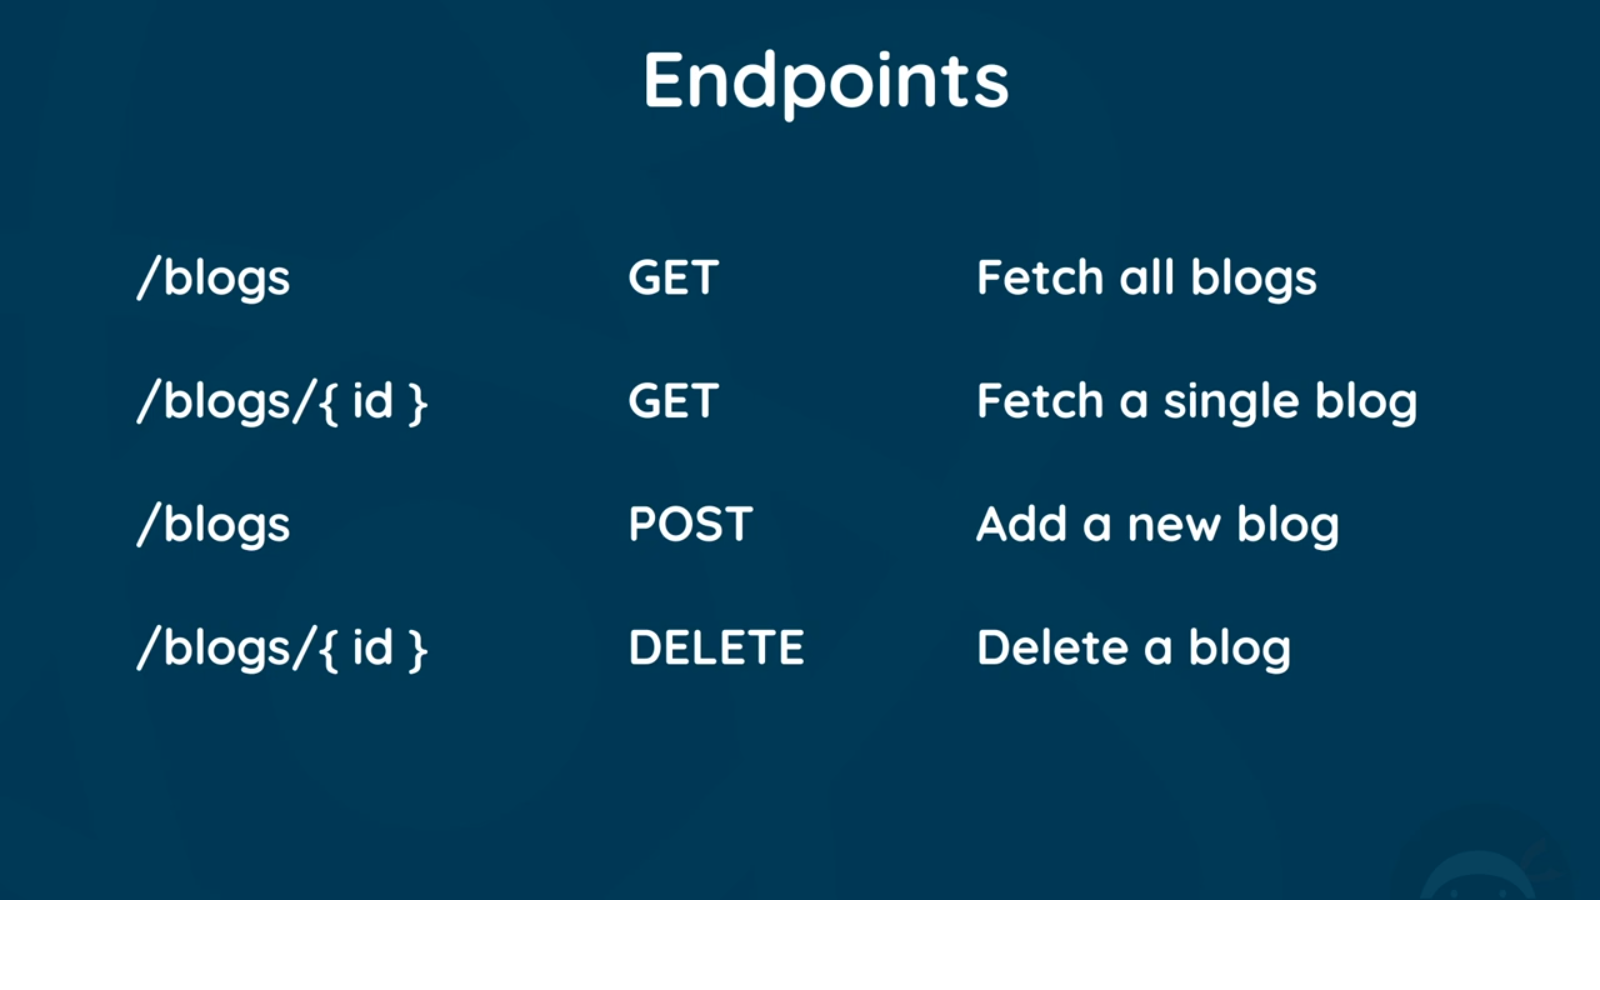 Endpoints
/blogs GET Fetch all blogs
/blogs/{ id } GET Fetch a single blog
/blogs POST Add a new blog
/blogs/{ id } DELETE Delete a blog